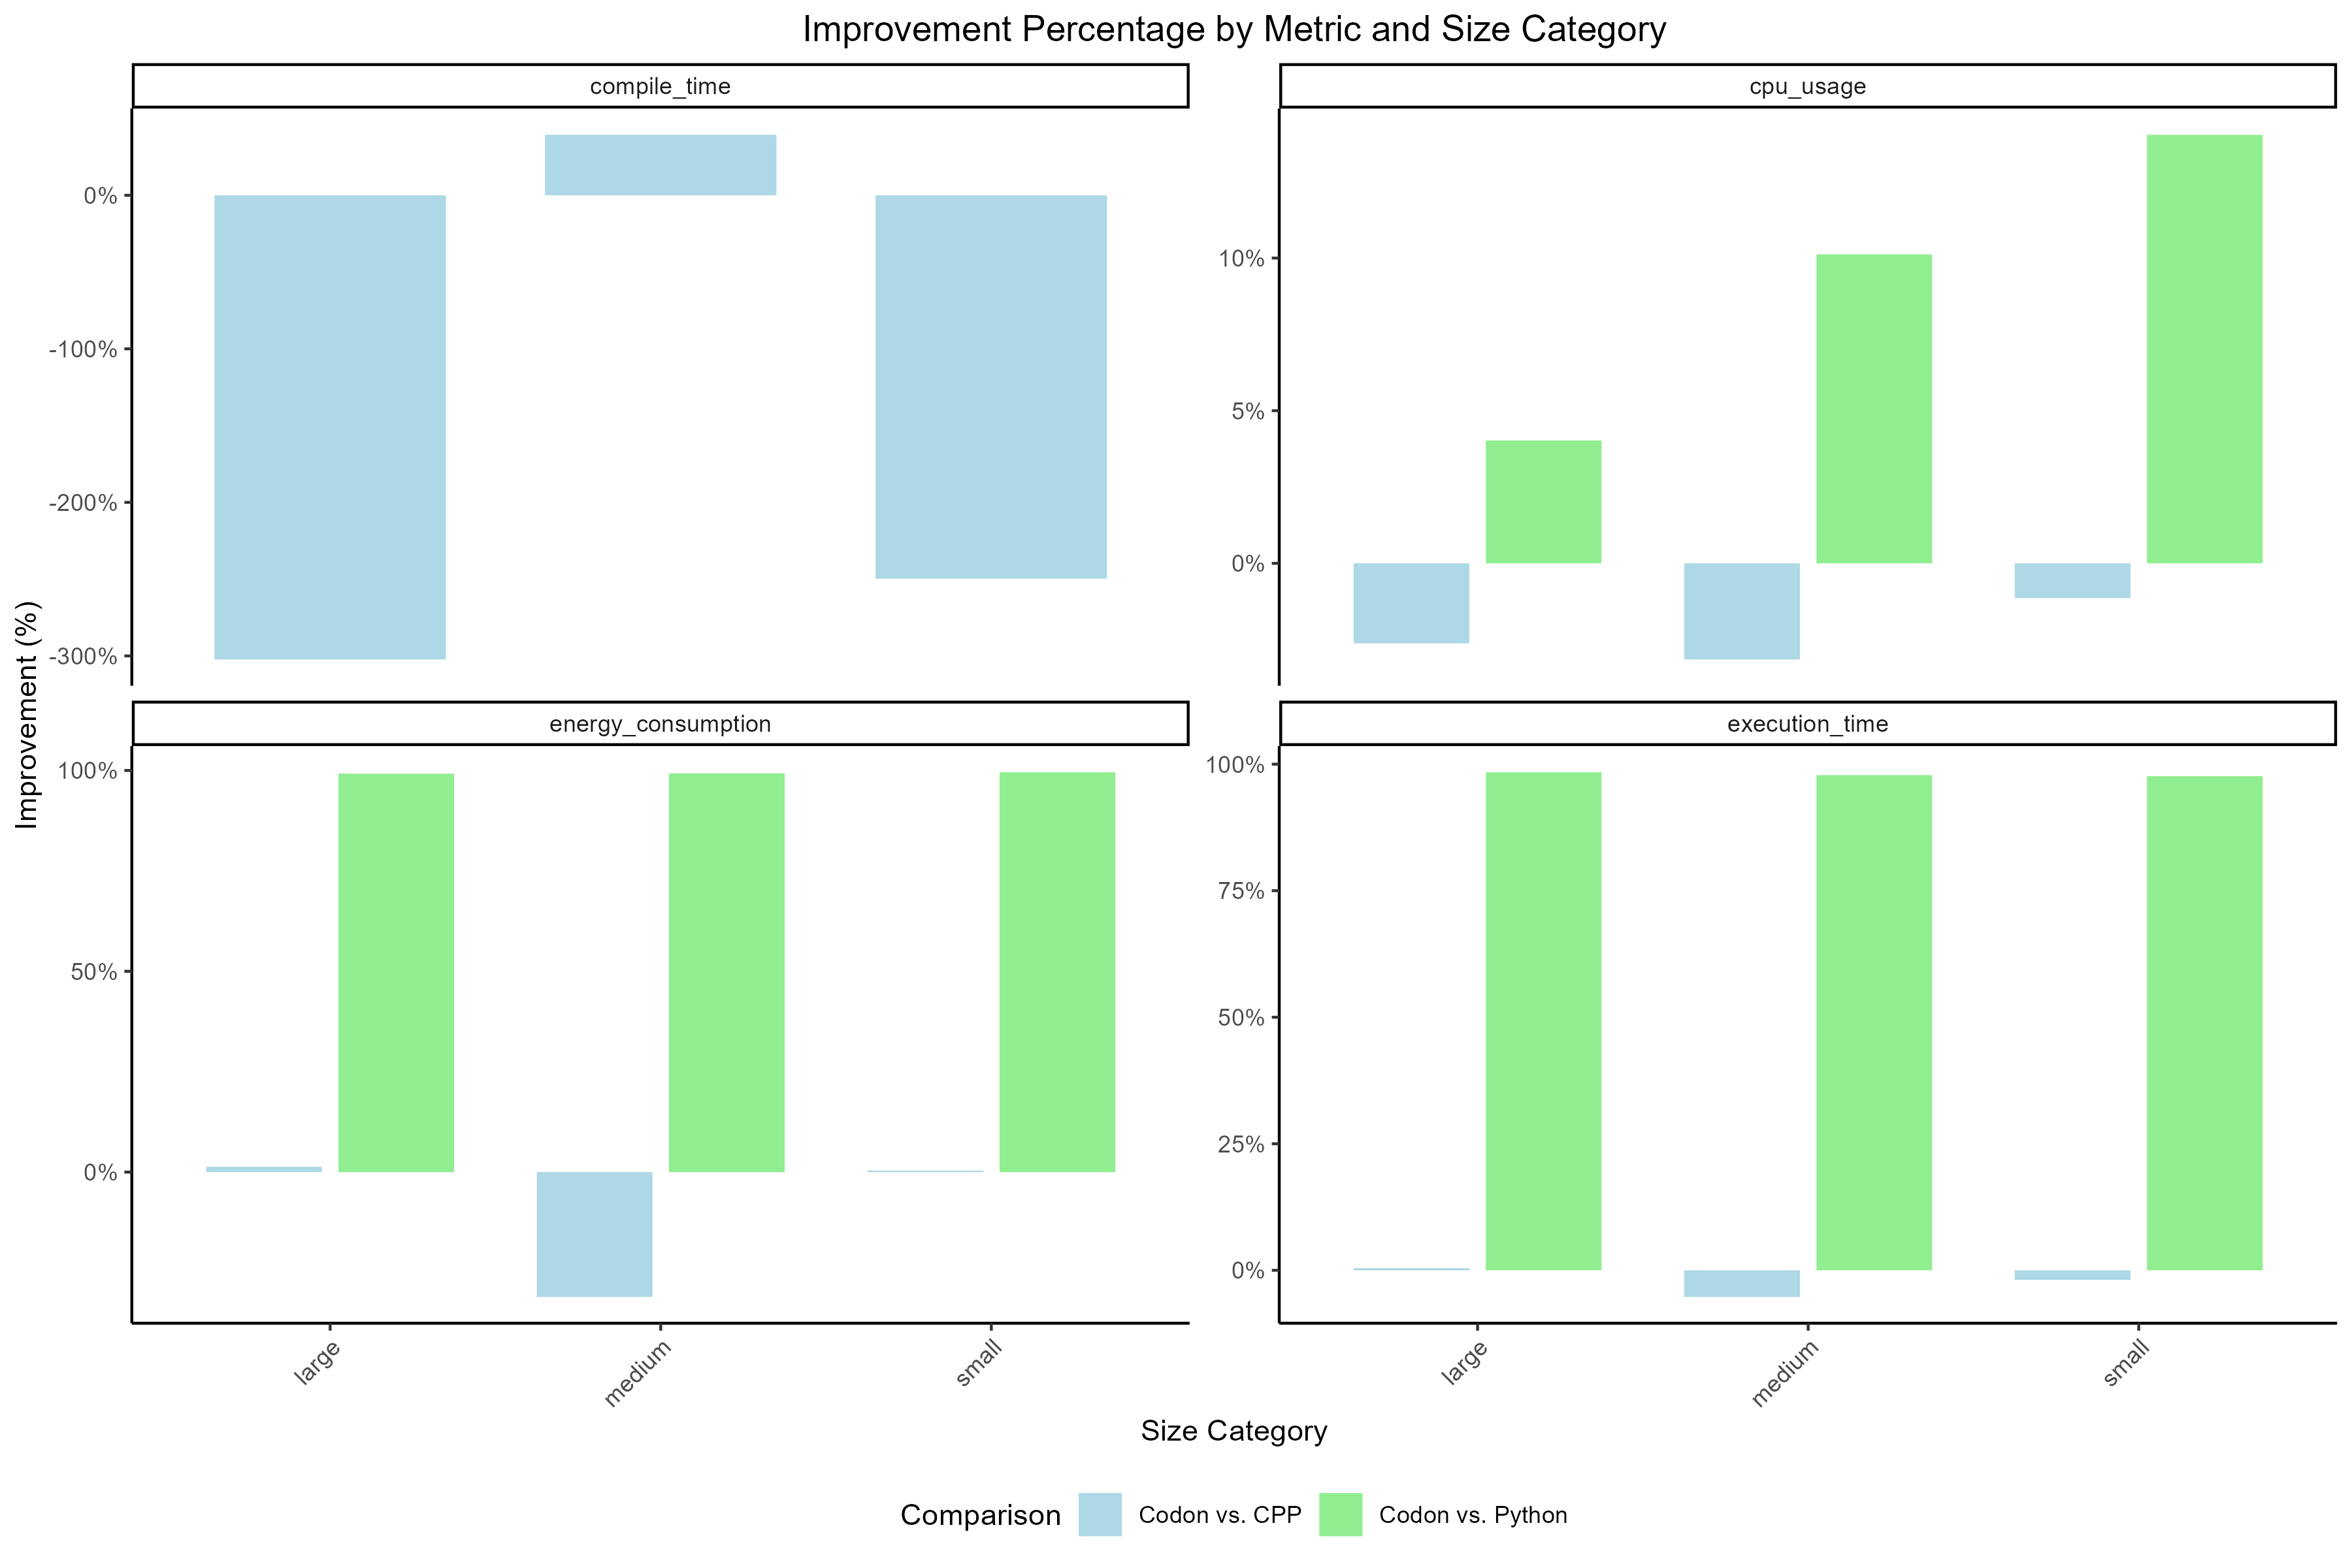 Improvement Percentage by Metric and Size Category
compile_time
cpu_usage
0%
-100%
-200%
-300%
10%
5%
0%
Improvement (%)
energy_consumption
execution_time
100%
50%
0%
100%
75%
50%
25%
0%
large
medium
small
large
medium
small
Size Category
Comparison
Codon vs. CPP
Codon vs. Python